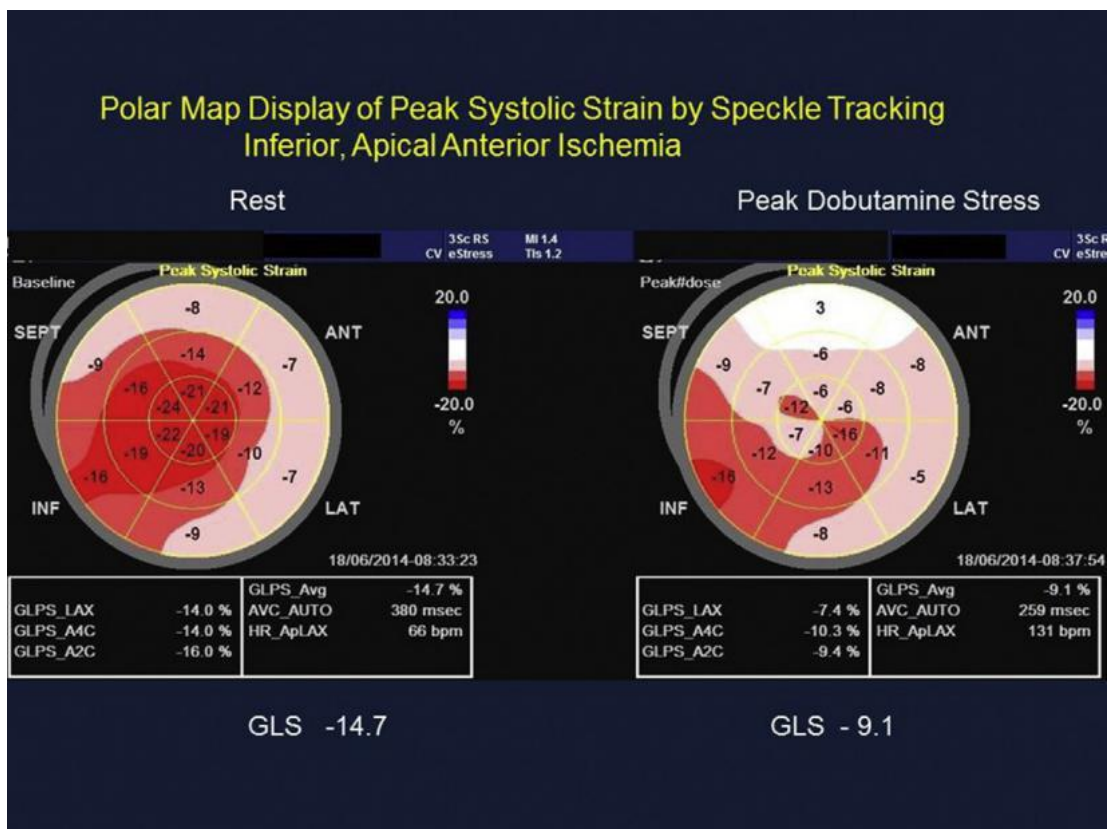 Polar Map Display of Peak Systolic Strain by Speckle Tracking
Inferior, Apical Anterior Ischemia
Rest
3Sc RS MI 1.4
CV eStress TIs 1.2
Peak Systolic Strain
Baseline
SEPT
ANT
INF
LAT
-8
-9
-7
-14
-16
-12
-21
-24
-21
-22
-19
-20
-19
-10
-16
-7
-13
-9
20.0
-20.0
%
18/06/2014-08:33:23
GLPS_Avg -14.7 %
GLPS_LAX -14.0 % AVC_AUTO 380 msec
GLPS_A4C -14.0 % HR_ApLAX 66 bpm
GLPS_A2C -16.0 %
GLS -14.7
Peak Dobutamine Stress
3Sc R
CV eStre
Peak Systolic Strain
Peak#dose
SEPT
ANT
INF
LAT
3
-9
-8
-6
-7
-8
-6
-12
-6
-7
-16
-10
-12
-11
-16
-5
-13
-8
20.0
-20.0
%
18/06/2014-08:37:54
GLPS_Avg -9.1 %
GLPS_LAX -7.4 % AVC_AUTO 259 msec
GLPS_A4C -10.3 % HR_ApLAX 131 bpm
GLPS_A2C -9.4 %
GLS - 9.1